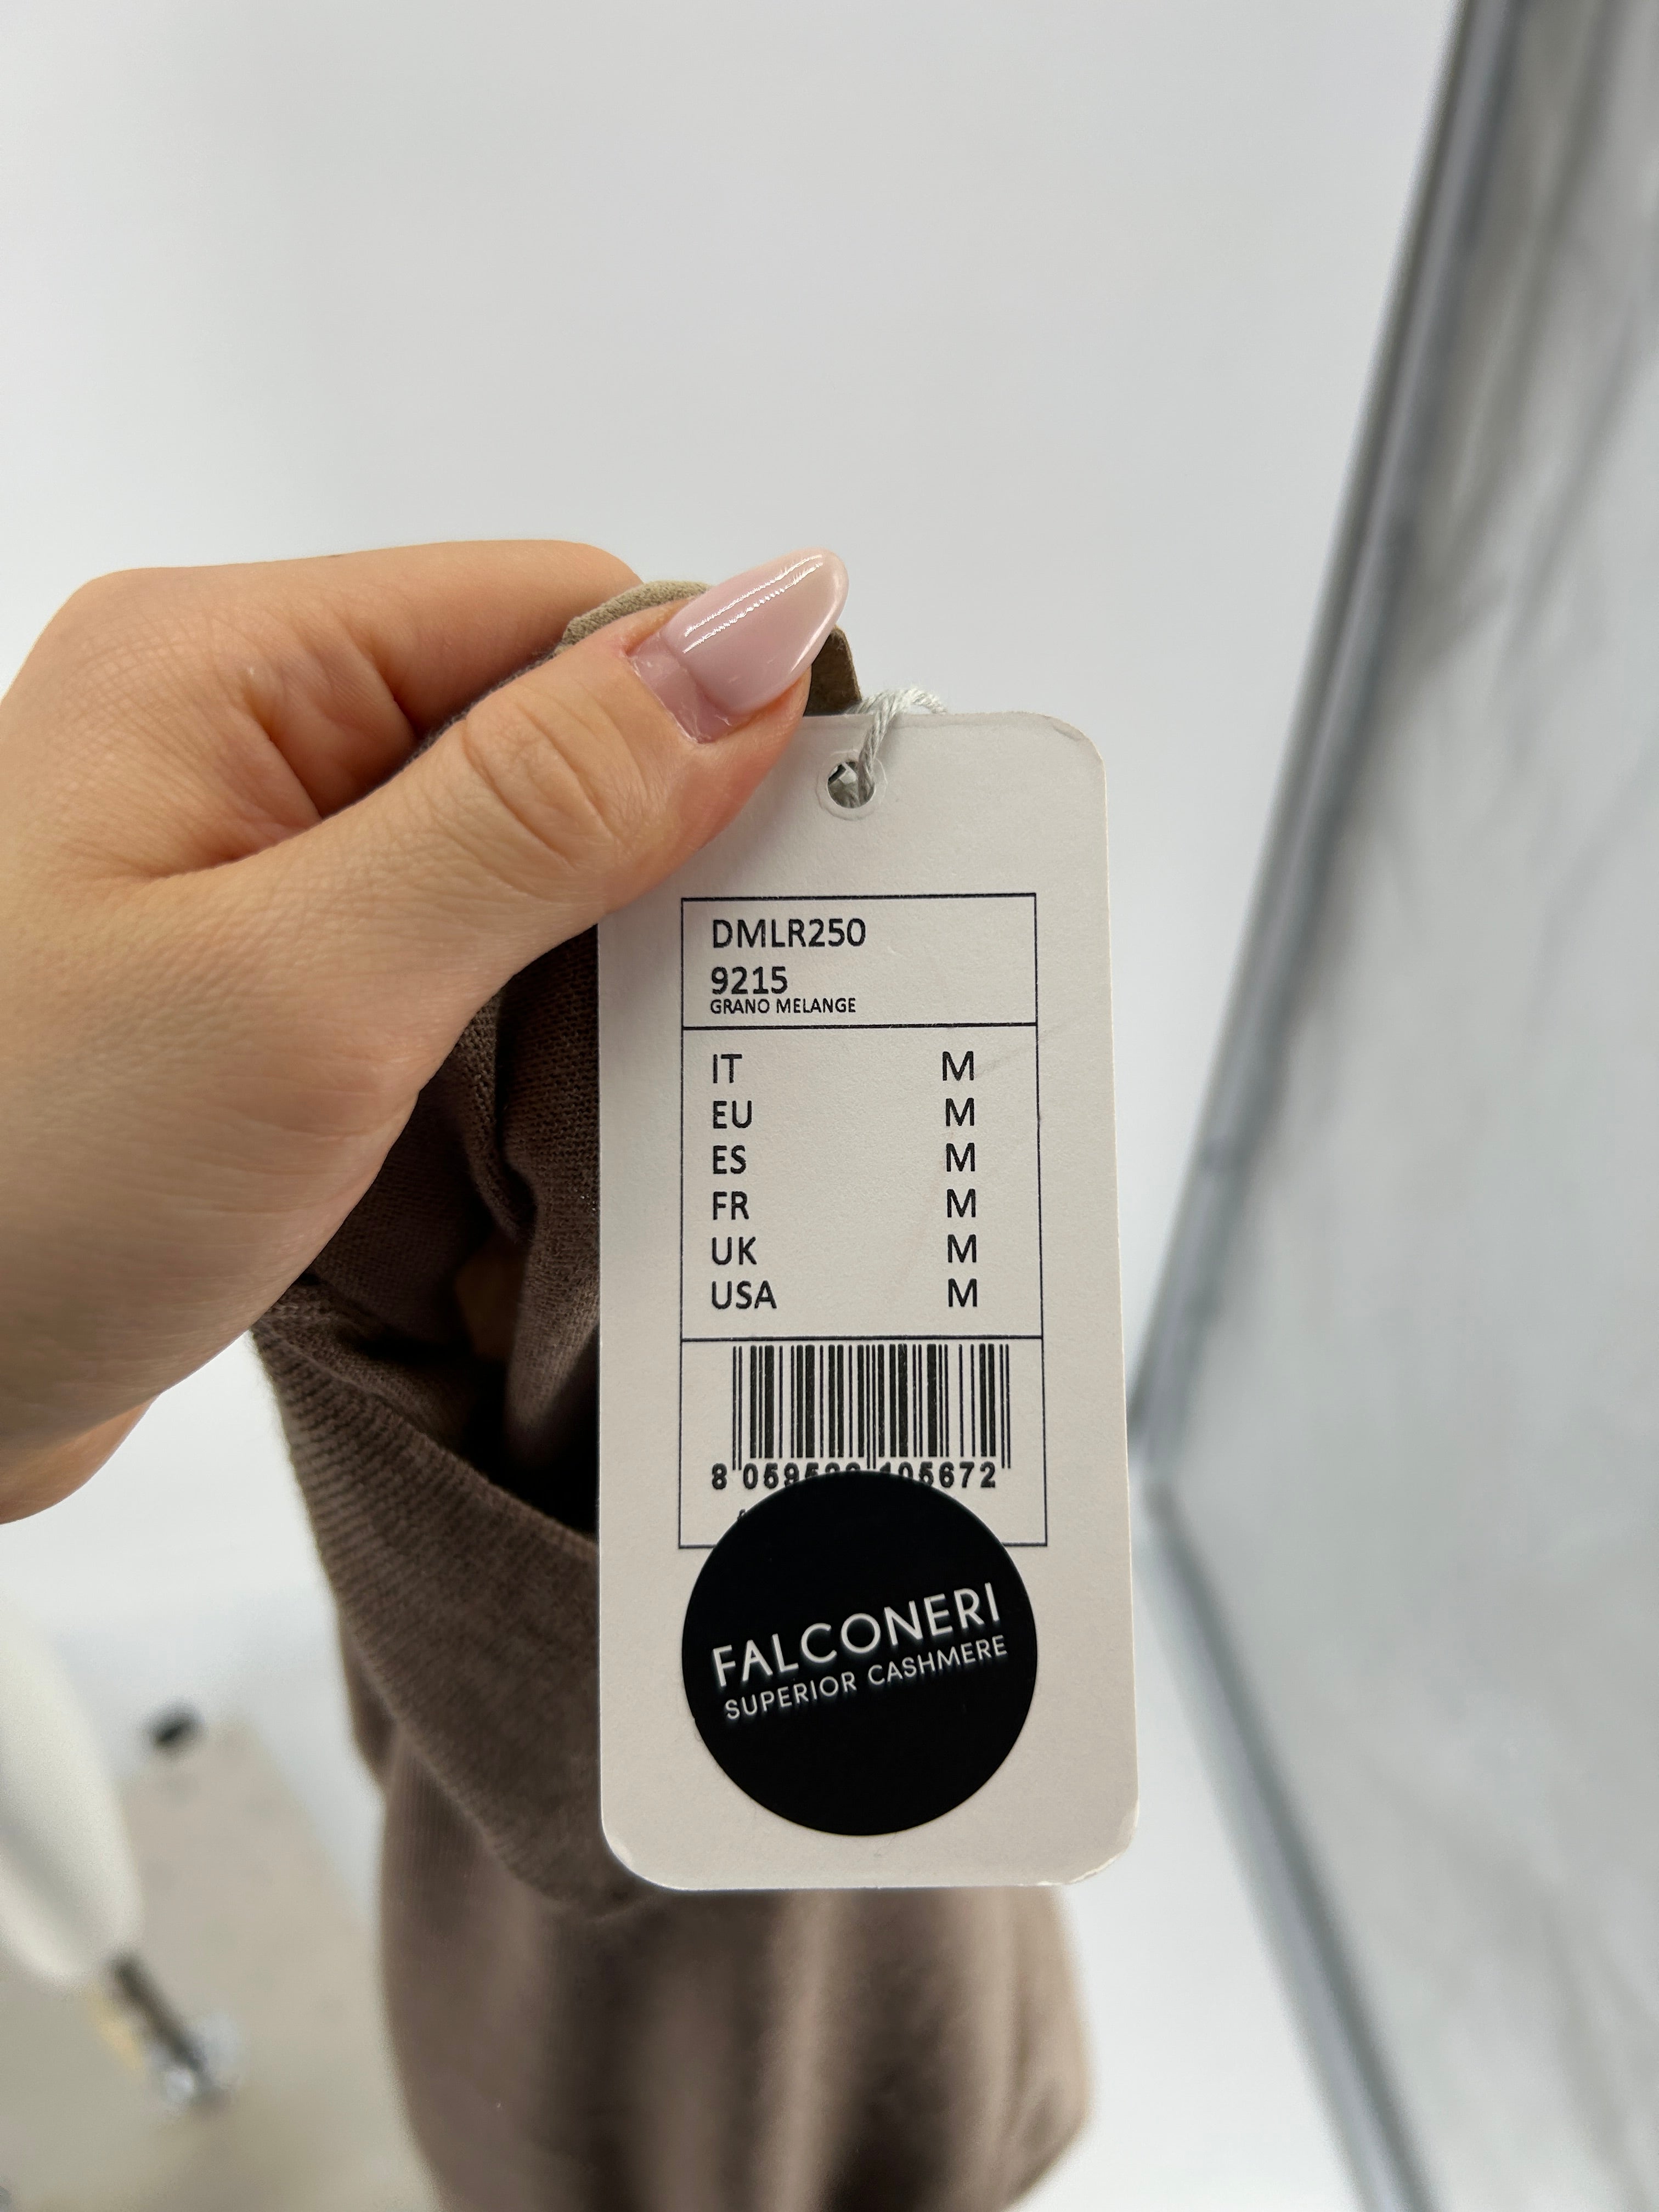 DMLR250
9215
GRANO MELANGE
IT M
EU M
ES M
FR M
UK M
USA M
FALCONERI
SUPERIOR CASHMERE